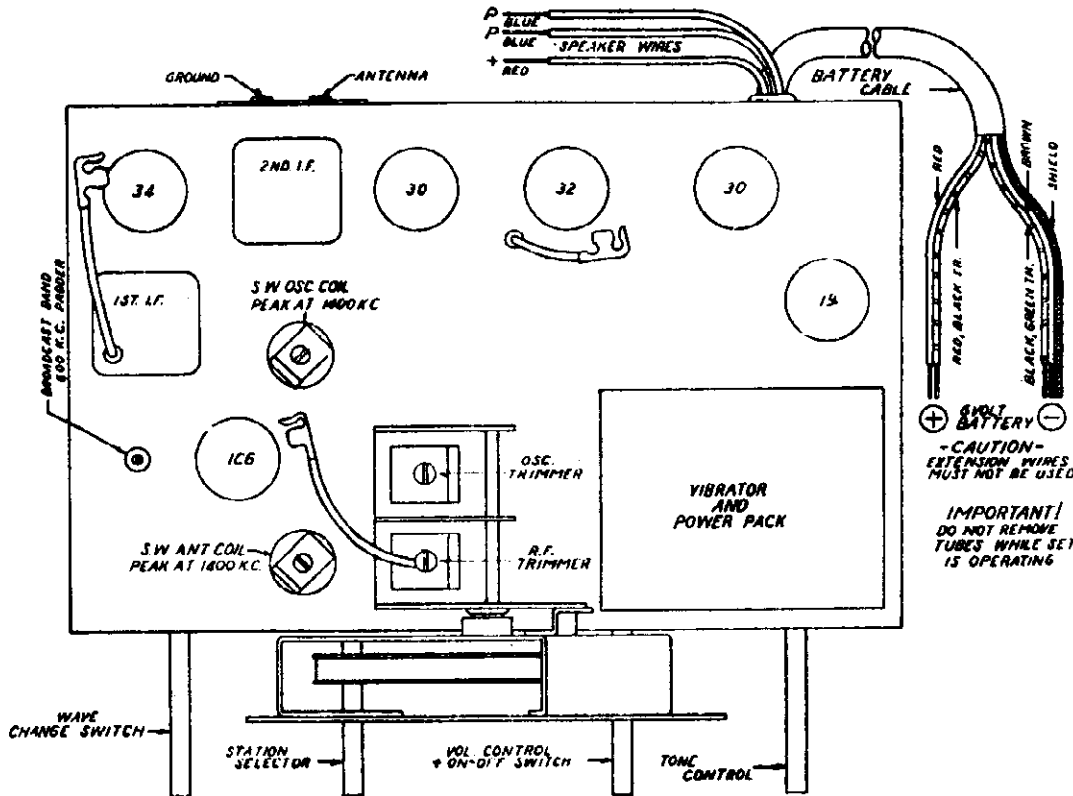 P
BLUE
P
BLUE
SPEAKER WIRES
+
RED
GROUND
ANTENNA
BATTERY
CABLE
34
2ND. I.F.
30
32
30
RED
BROWN
SHIELD
RED, BLACK TR.
BLACK, GREEN TR.
1ST. I.F.
S.W OSC COIL
PEAK AT 1400 KC
19
BROADCAST BAND
600 K.C. PADDER
+
6 VOLT
BATTERY
-
-CAUTION-
EXTENSION WIRES
MUST NOT BE USED
1C6
OSC.
TRIMMER
VIBRATOR
AND
POWER PACK
IMPORTANT!
DO NOT REMOVE
TUBES WHILE SET
IS OPERATING
S.W ANT COIL
PEAK AT 1400 K.C.
R.F.
TRIMMER
WAVE
CHANGE SWITCH
STATION
SELECTOR
VOL. CONTROL
+ ON-OFF SWITCH
TONE
CONTROL